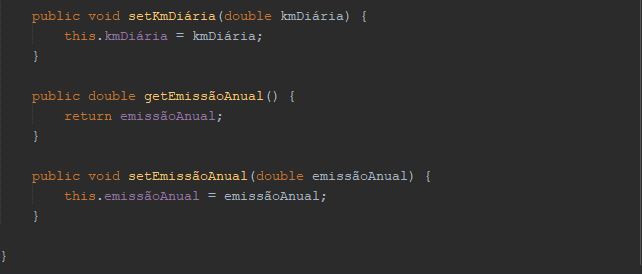 public void setKmDiária(double kmDiária) {
this.kmDiária = kmDiária;
}
public double getEmissãoAnual() {
return emissãoAnual;
}
public void setEmissãoAnual(double emissãoAnual) {
this.emissãoAnual = emissãoAnual;
}
}